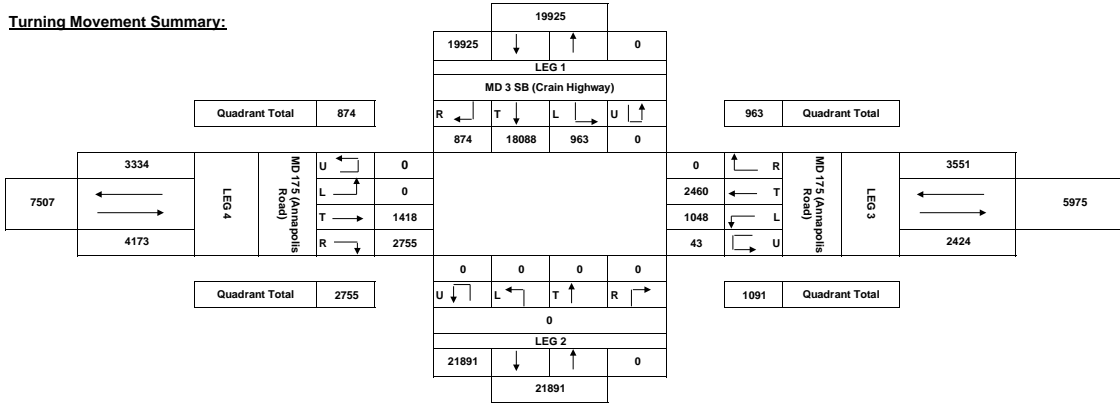 Turning Movement Summary:
19925
19925 0
LEG 1
MD 3 SB (Crain Highway)
R T L U
874 18088 963 0
Quadrant Total 874
963 Quadrant Total
7507
3334
4173
LEG 4
MD 175 (Annapolis Road)
U 0
L 0
T 1418
R 2755
0 R
2460 T
1048 L
43 U
MD 175 (Annapolis Road)
LEG 3
3551
2424
5975
Quadrant Total 2755
1091 Quadrant Total
0 0 0 0
U L T R
0
LEG 2
21891 0
21891